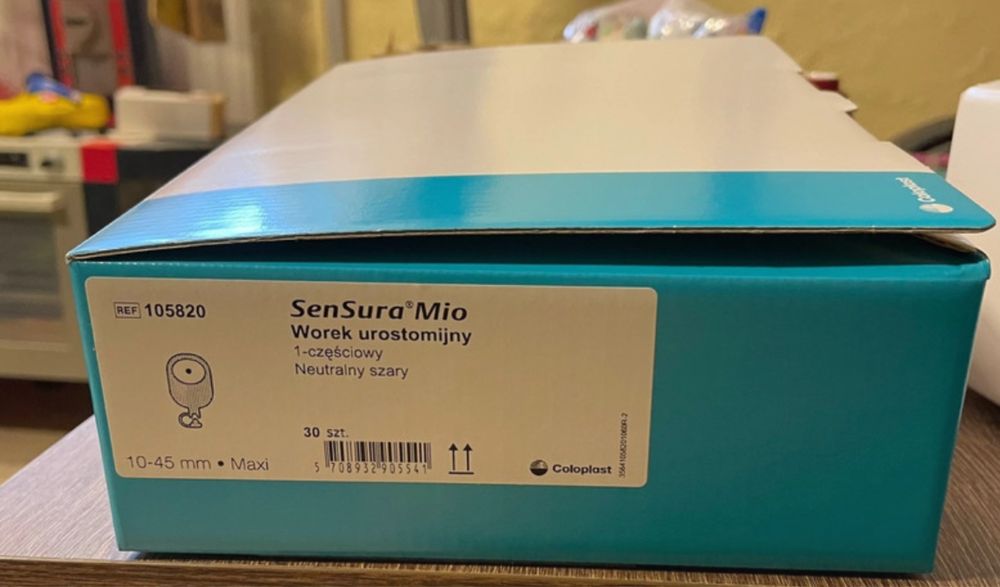 Coloplast
REF 105820
SenSura® Mio
Worek urostomijny
1-częściowy
Neutralny szary
30 szt.
5 708932 905541
10-45 mm • Maxi
Coloplast